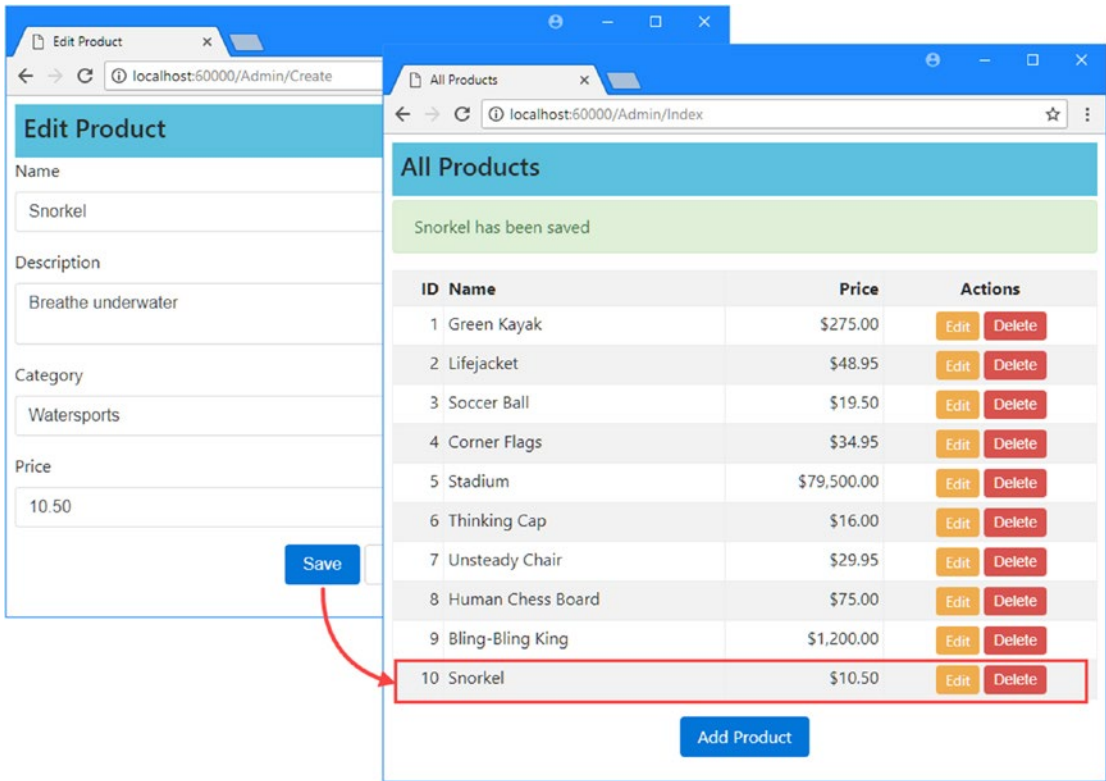 Edit Product
localhost:60000/Admin/Create
Edit Product
Name
Snorkel
Description
Breathe underwater
Category
Watersports
Price
10.50
Save
All Products
localhost:60000/Admin/Index
All Products
Snorkel has been saved
ID Name Price Actions
1 Green Kayak $275.00 Edit Delete
2 Lifejacket $48.95 Edit Delete
3 Soccer Ball $19.50 Edit Delete
4 Corner Flags $34.95 Edit Delete
5 Stadium $79,500.00 Edit Delete
6 Thinking Cap $16.00 Edit Delete
7 Unsteady Chair $29.95 Edit Delete
8 Human Chess Board $75.00 Edit Delete
9 Bling-Bling King $1,200.00 Edit Delete
10 Snorkel $10.50 Edit Delete
Add Product